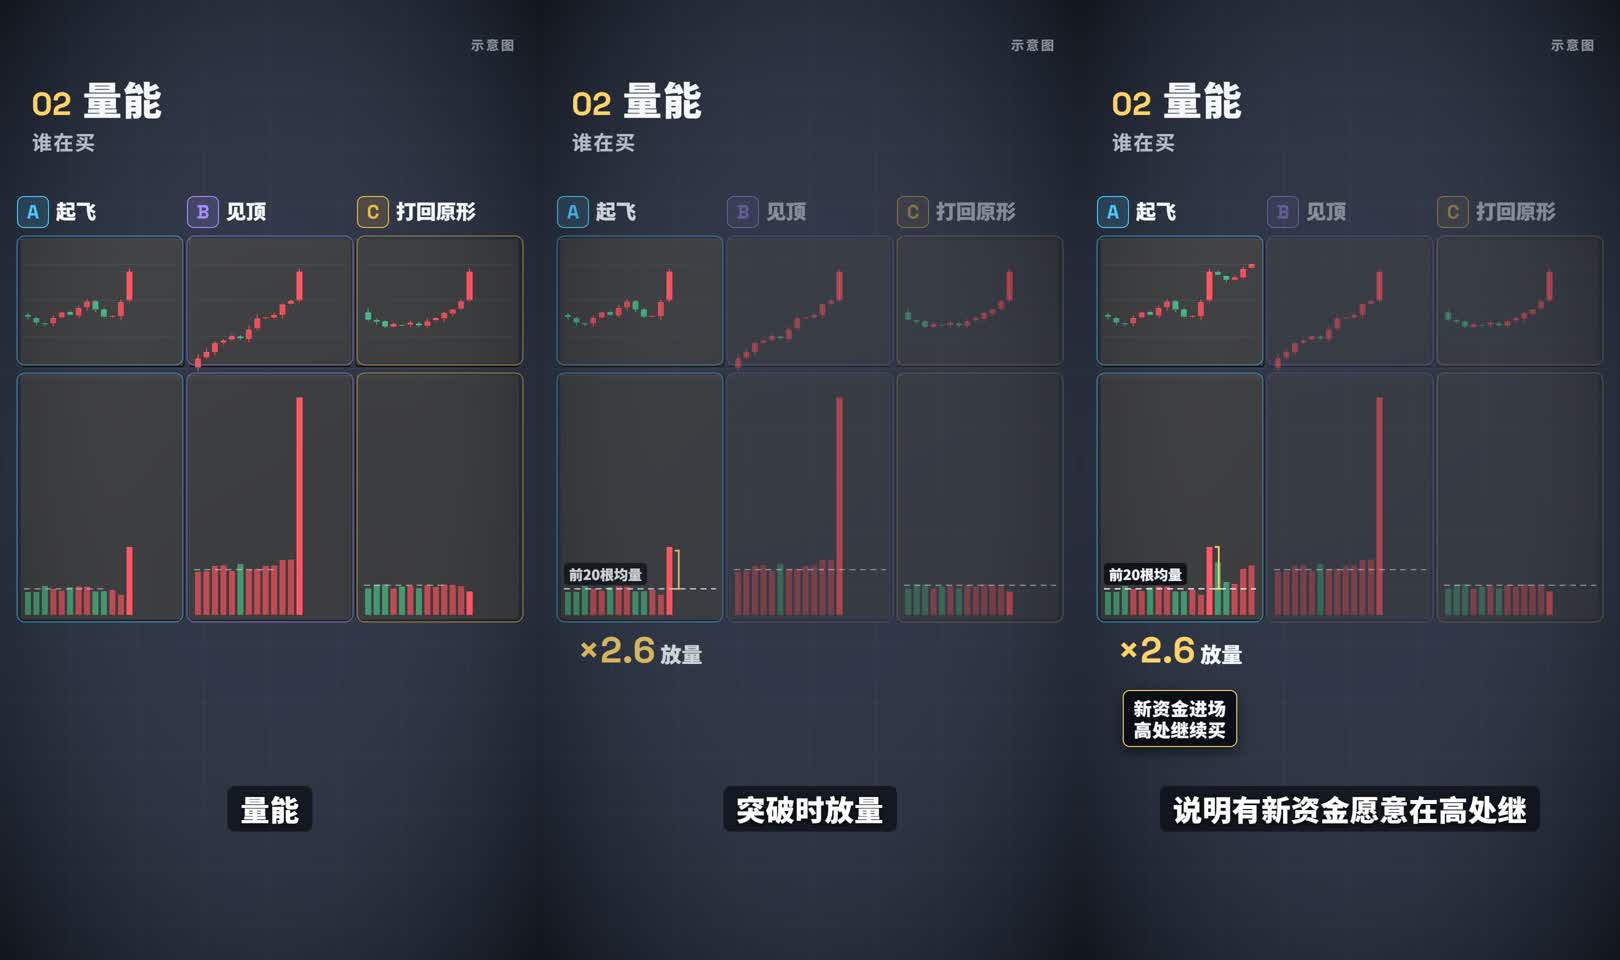 示意图
02 量能
谁在买
A 起飞
B 见顶
C 打回原形
量能
示意图
02 量能
谁在买
A 起飞
B 见顶
C 打回原形
前20根均量
×2.6 放量
突破时放量
示意图
02 量能
谁在买
A 起飞
B 见顶
C 打回原形
前20根均量
×2.6 放量
新资金进场
高处继续买
说明有新资金愿意在高处继